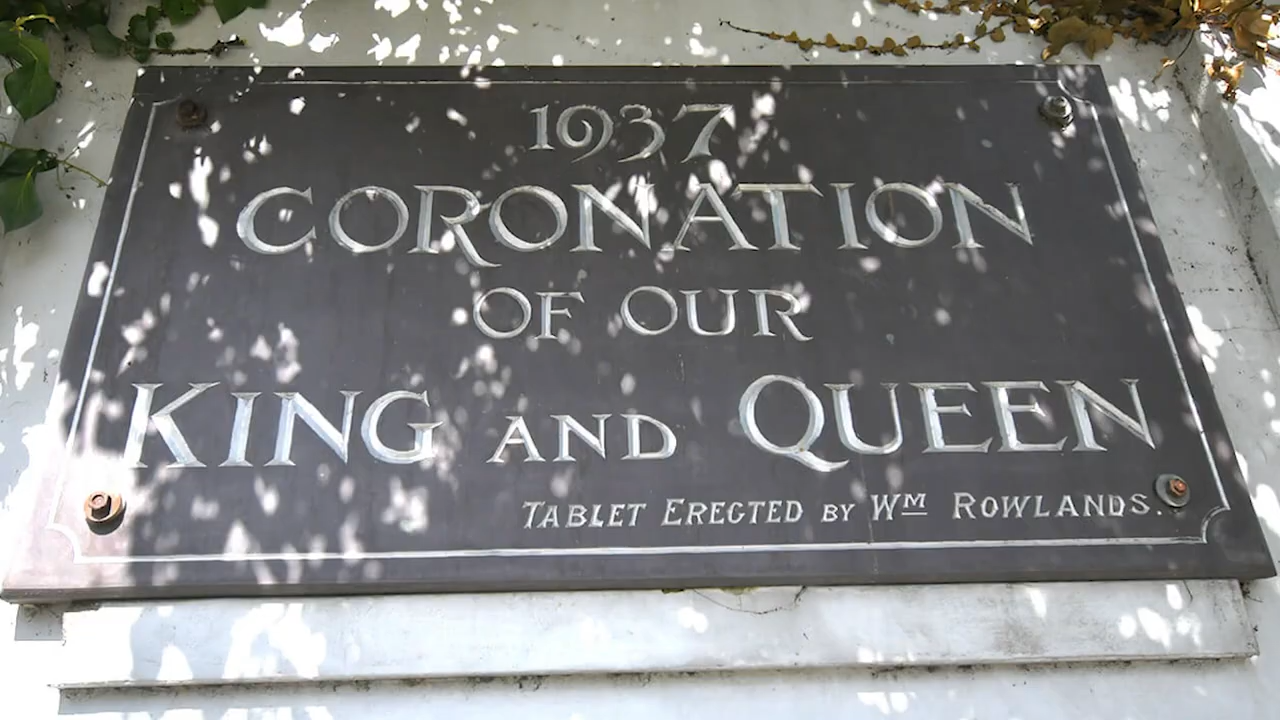 1937
CORONATION
OF OUR
KING AND QUEEN
TABLET ERECTED BY WM ROWLANDS.